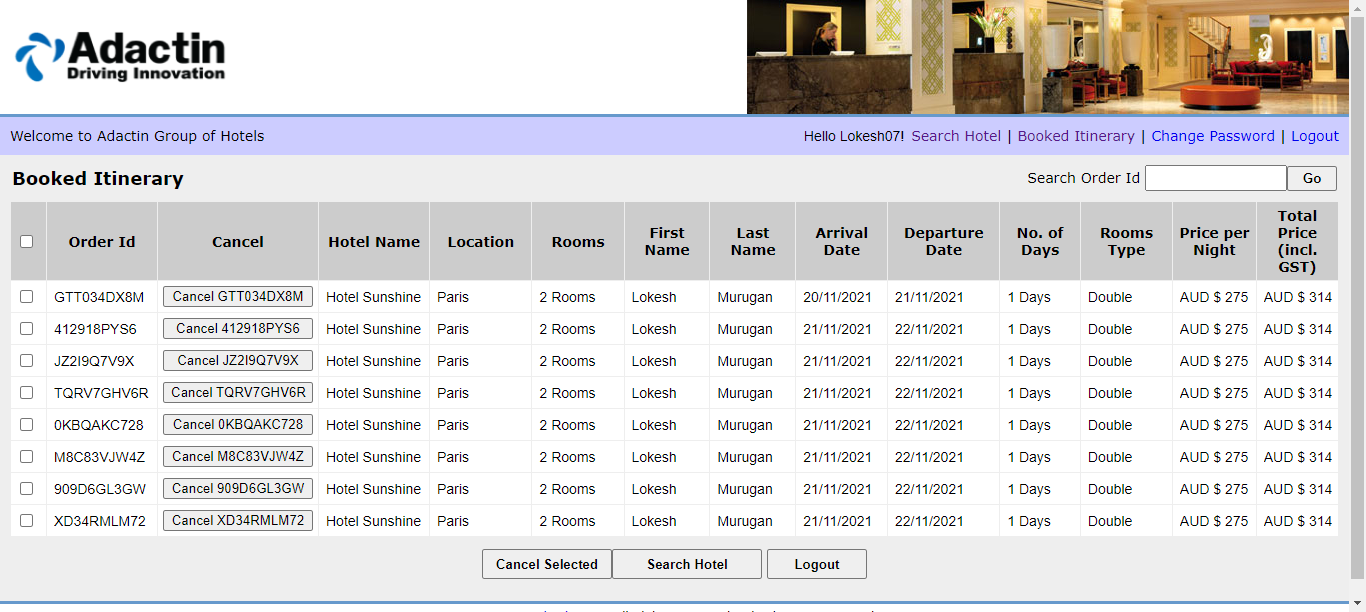 Adactin
Driving Innovation
Welcome to Adactin Group of Hotels
Hello Lokesh07! Search Hotel | Booked Itinerary | Change Password | Logout
Booked Itinerary
Search Order Id Go
Order Id Cancel Hotel Name Location Rooms First Name Last Name Arrival Date Departure Date No. of Days Rooms Type Price per Night Total Price (incl. GST)
GTT034DX8M Cancel GTT034DX8M Hotel Sunshine Paris 2 Rooms Lokesh Murugan 20/11/2021 21/11/2021 1 Days Double AUD $ 275 AUD $ 314
412918PYS6 Cancel 412918PYS6 Hotel Sunshine Paris 2 Rooms Lokesh Murugan 21/11/2021 22/11/2021 1 Days Double AUD $ 275 AUD $ 314
JZ2I9Q7V9X Cancel JZ2I9Q7V9X Hotel Sunshine Paris 2 Rooms Lokesh Murugan 21/11/2021 22/11/2021 1 Days Double AUD $ 275 AUD $ 314
TQRV7GHV6R Cancel TQRV7GHV6R Hotel Sunshine Paris 2 Rooms Lokesh Murugan 21/11/2021 22/11/2021 1 Days Double AUD $ 275 AUD $ 314
0KBQAKC728 Cancel 0KBQAKC728 Hotel Sunshine Paris 2 Rooms Lokesh Murugan 21/11/2021 22/11/2021 1 Days Double AUD $ 275 AUD $ 314
M8C83VJW4Z Cancel M8C83VJW4Z Hotel Sunshine Paris 2 Rooms Lokesh Murugan 21/11/2021 22/11/2021 1 Days Double AUD $ 275 AUD $ 314
909D6GL3GW Cancel 909D6GL3GW Hotel Sunshine Paris 2 Rooms Lokesh Murugan 21/11/2021 22/11/2021 1 Days Double AUD $ 275 AUD $ 314
XD34RMLM72 Cancel XD34RMLM72 Hotel Sunshine Paris 2 Rooms Lokesh Murugan 21/11/2021 22/11/2021 1 Days Double AUD $ 275 AUD $ 314
Cancel Selected Search Hotel Logout